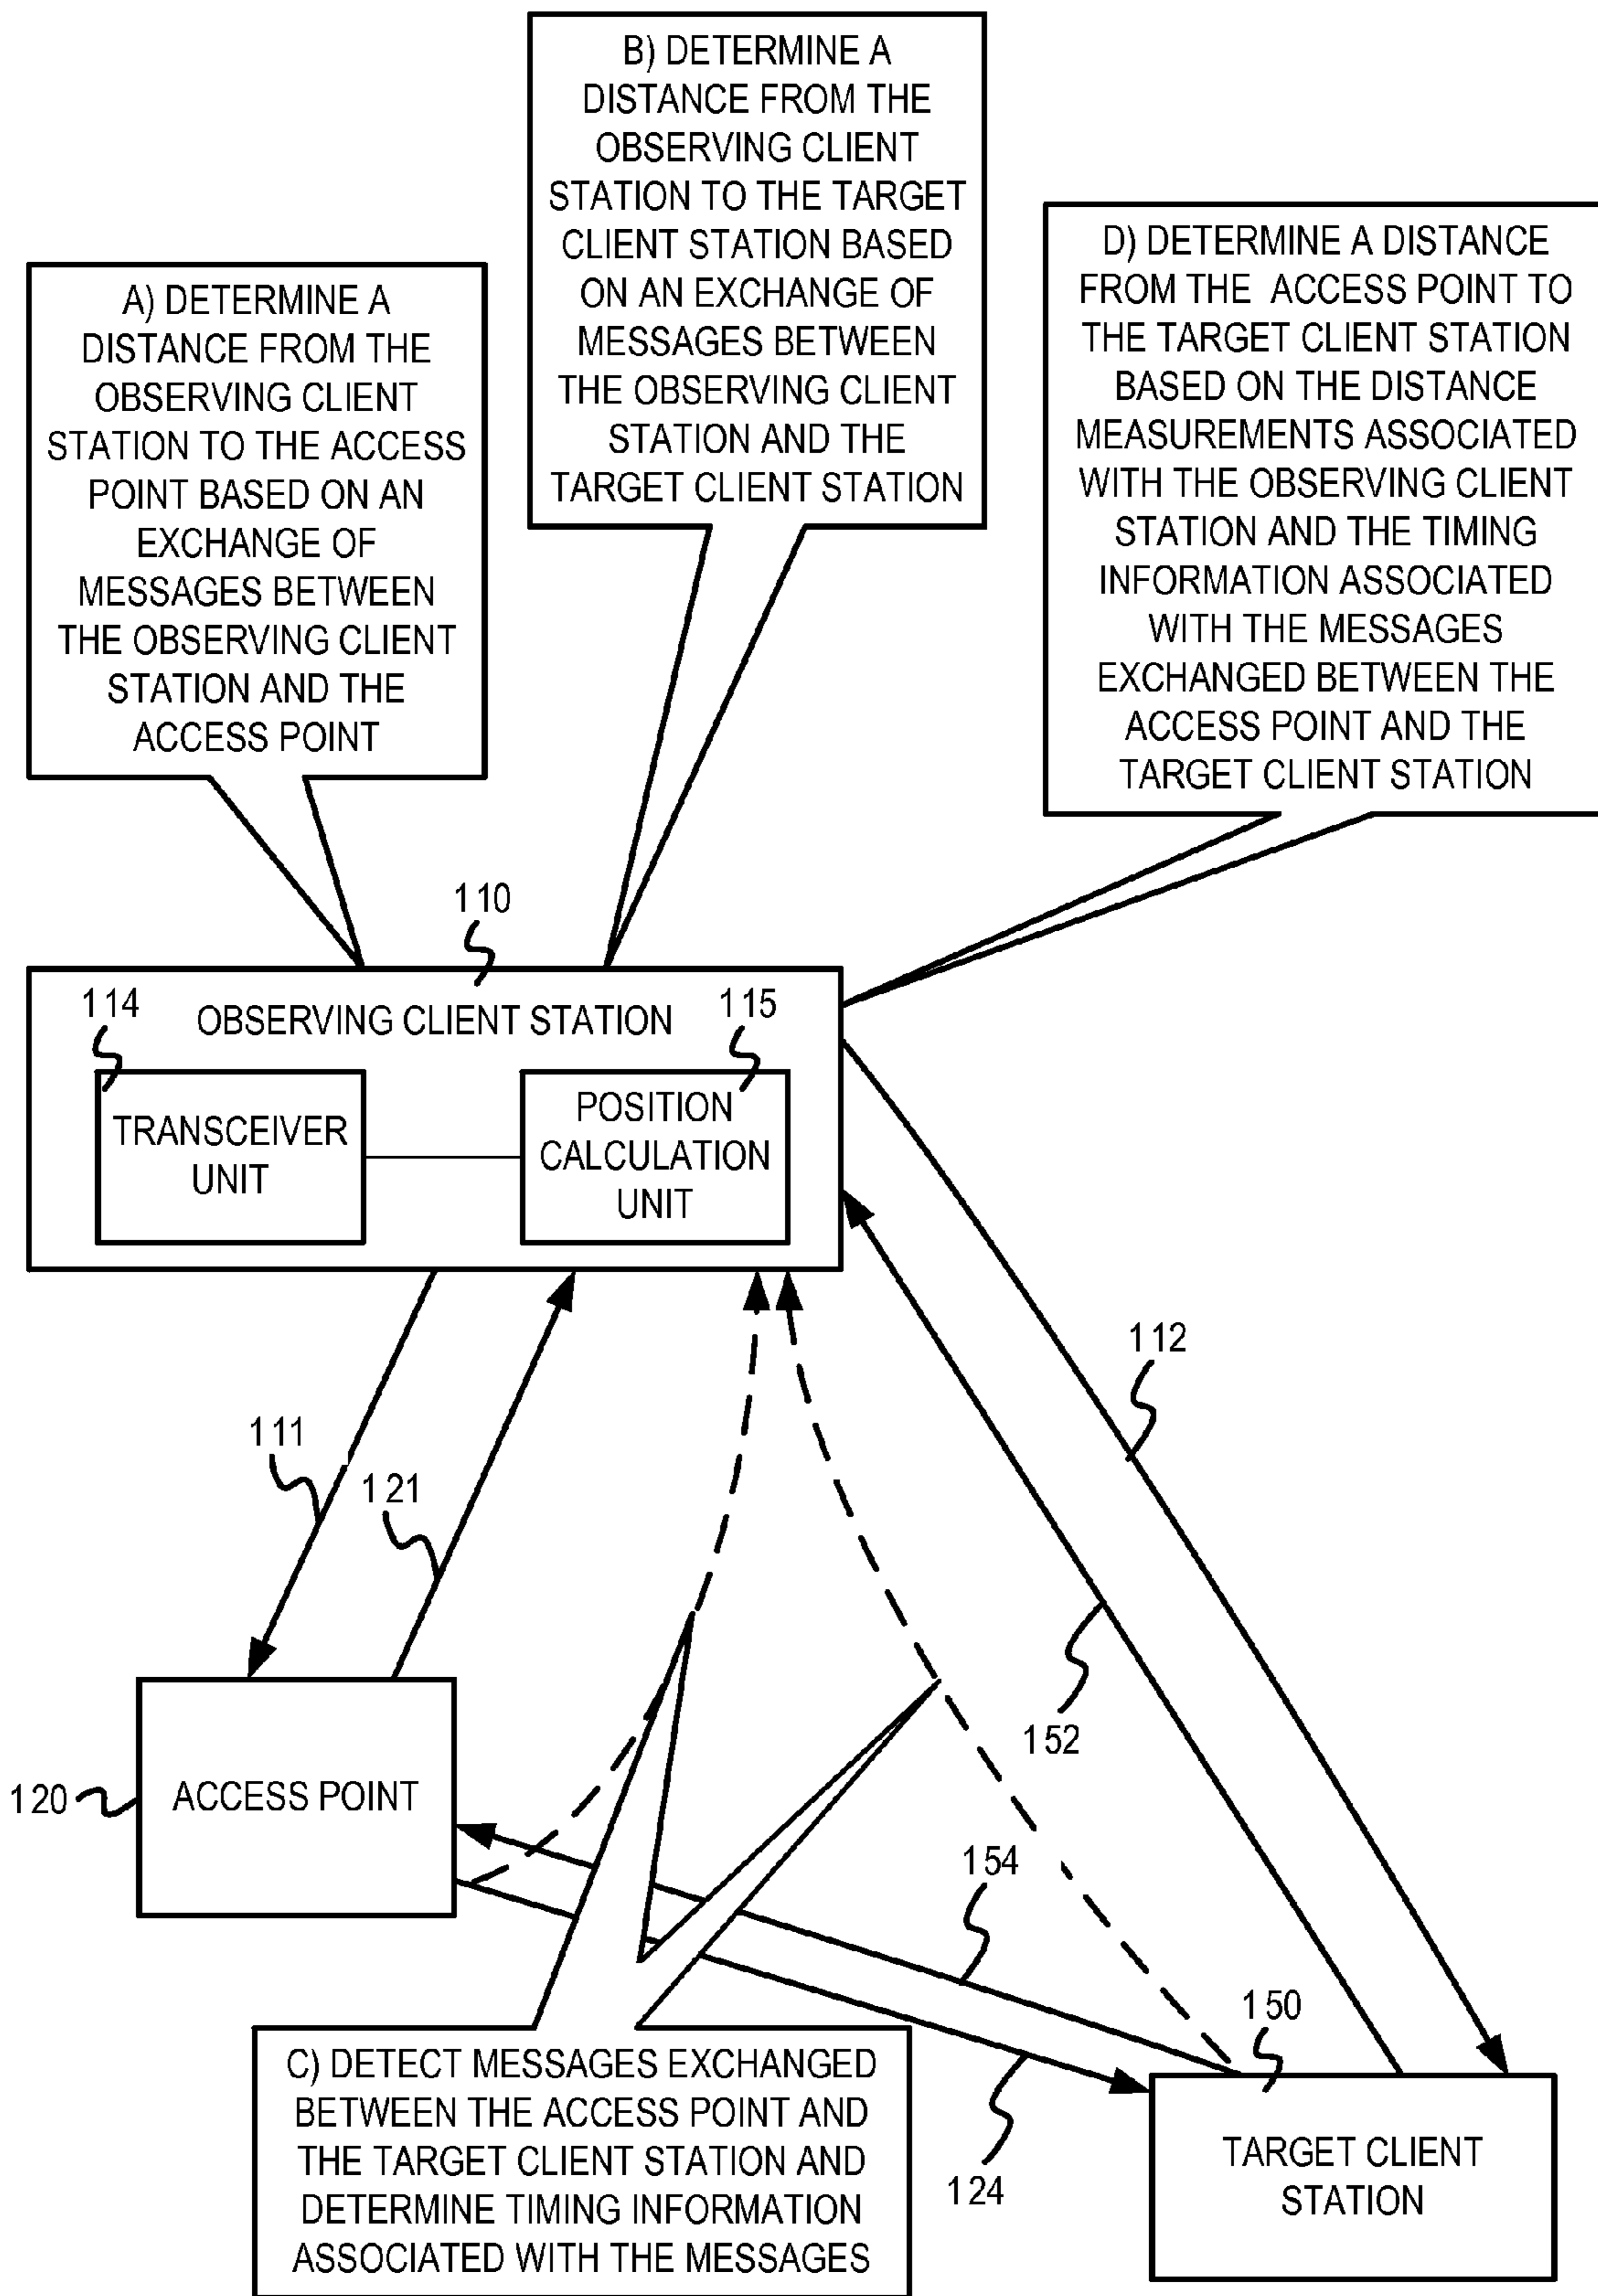 B) DETERMINE A
DISTANCE FROM THE
OBSERVING CLIENT
STATION TO THE TARGET
CLIENT STATION BASED
ON AN EXCHANGE OF
MESSAGES BETWEEN
THE OBSERVING CLIENT
STATION AND THE
TARGET CLIENT STATION
A) DETERMINE A
DISTANCE FROM THE
OBSERVING CLIENT
STATION TO THE ACCESS
POINT BASED ON AN
EXCHANGE OF
MESSAGES BETWEEN
THE OBSERVING CLIENT
STATION AND THE
ACCESS POINT
D) DETERMINE A DISTANCE
FROM THE ACCESS POINT TO
THE TARGET CLIENT STATION
BASED ON THE DISTANCE
MEASUREMENTS ASSOCIATED
WITH THE OBSERVING CLIENT
STATION AND THE TIMING
INFORMATION ASSOCIATED
WITH THE MESSAGES
EXCHANGED BETWEEN THE
ACCESS POINT AND THE
TARGET CLIENT STATION
110
114
OBSERVING CLIENT STATION
115
TRANSCEIVER
UNIT
POSITION
CALCULATION
UNIT
112
111
121
152
120
ACCESS POINT
154
150
124
C) DETECT MESSAGES EXCHANGED
BETWEEN THE ACCESS POINT AND
THE TARGET CLIENT STATION AND
DETERMINE TIMING INFORMATION
ASSOCIATED WITH THE MESSAGES
TARGET CLIENT
STATION